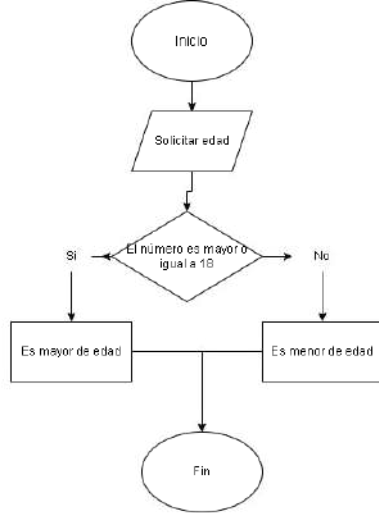 Inicio
Solicitar edad
El número es mayor o
igual a 18
Si
No
Es mayor de edad
Es menor de edad
Fin